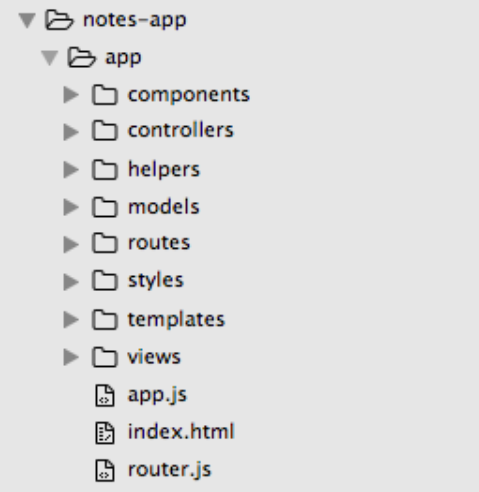 notes-app
app
components
controllers
helpers
models
routes
styles
templates
views
app.js
index.html
router.js